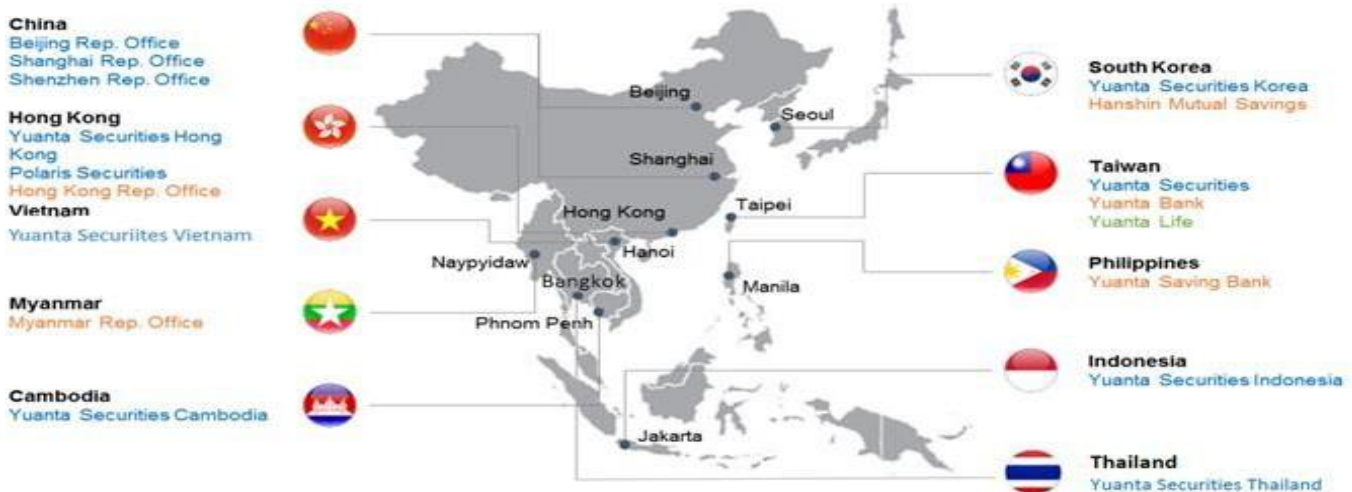 China
Beijing Rep. Office
Shanghai Rep. Office
Shenzhen Rep. Office
Hong Kong
Yuanta Securities Hong
Kong
Polaris Securities
Hong Kong Rep. Office
Vietnam
Yuanta Securiites Vietnam
Myanmar
Myanmar Rep. Office
Cambodia
Yuanta Securities Cambodia
Beijing
Seoul
Shanghai
Taipei
Hong Kong
Hanoi
Naypyidaw
Bangkok
Manila
Phnom Penh
Jakarta
South Korea
Yuanta Securities Korea
Hanshin Mutual Savings
Taiwan
Yuanta Securities
Yuanta Bank
Yuanta Life
Philippines
Yuanta Saving Bank
Indonesia
Yuanta Securities Indonesia
Thailand
Yuanta Securities Thailand